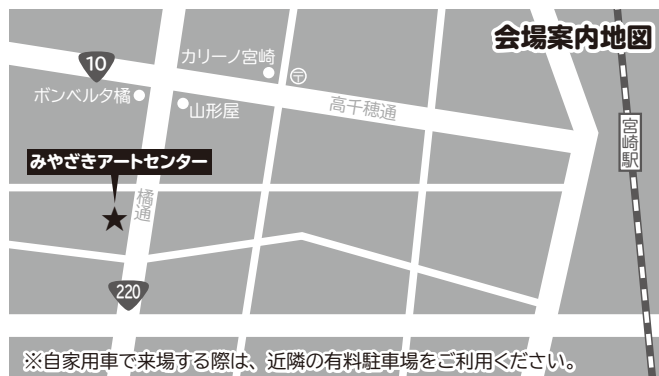 会場案内地図
10
カリーノ宮崎
〒
ボンベルタ橘
山形屋
高千穂通
宮崎駅
みやざきアートセンター
橘通
220
※自家用車で来場する際は、近隣の有料駐車場をご利用ください。